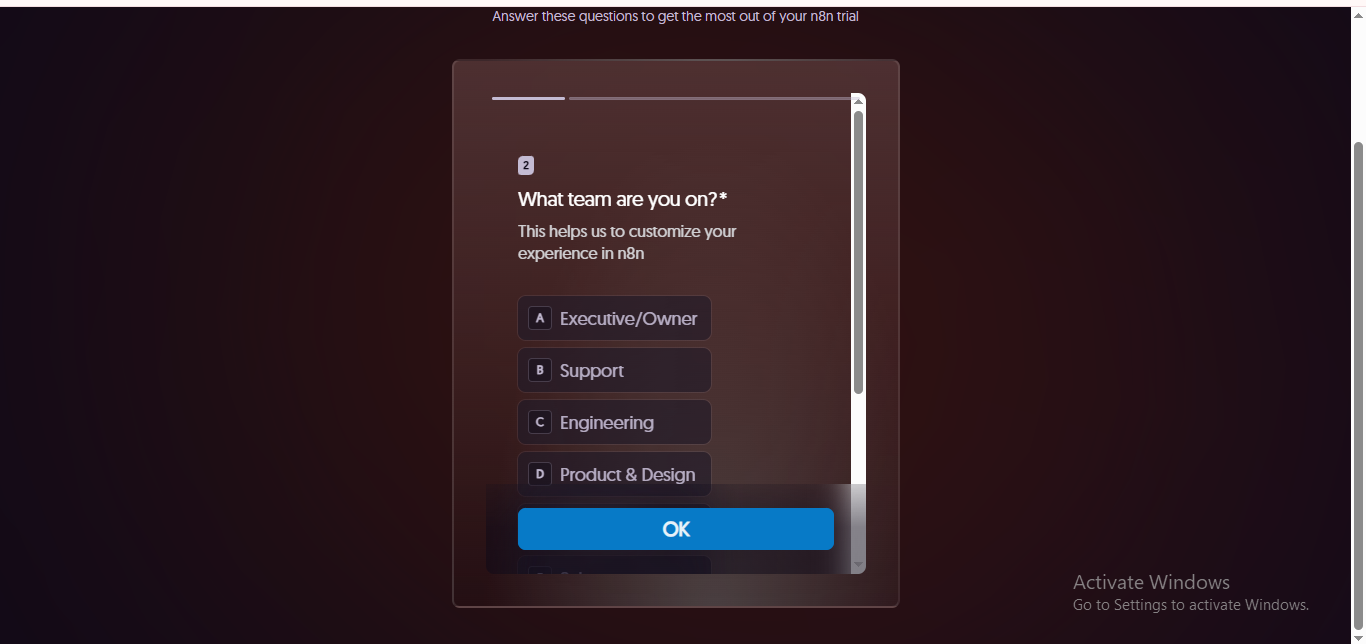 Answer these questions to get the most out of your n8n trial
2
What team are you on?*
This helps us to customize your
experience in n8n
A Executive/Owner
B Support
C Engineering
D Product & Design
OK
Activate Windows
Go to Settings to activate Windows.